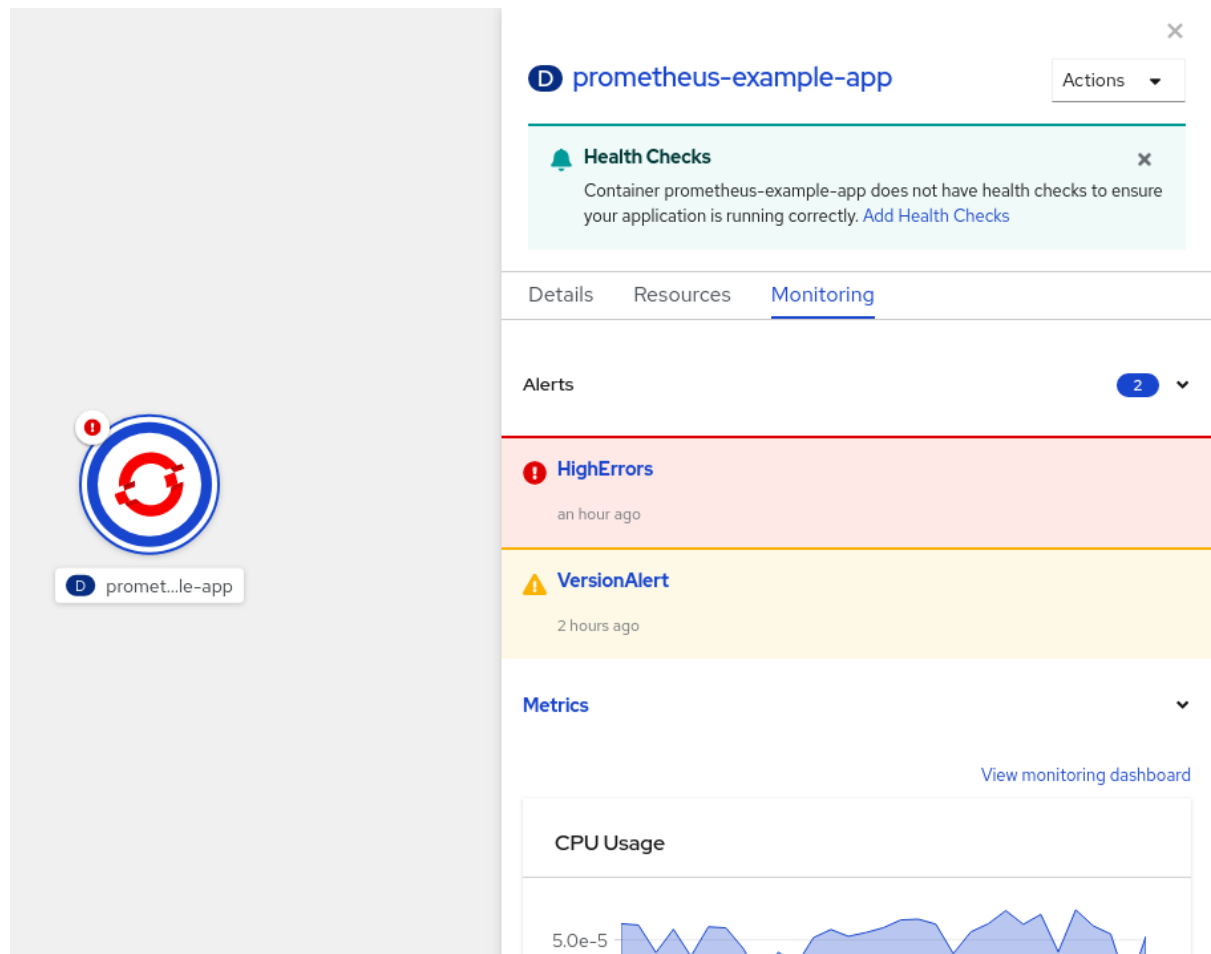 D prometheus-example-app
Actions
Health Checks
Container prometheus-example-app does not have health checks to ensure
your application is running correctly. Add Health Checks
Details Resources Monitoring
Alerts 2
HighErrors
an hour ago
D promet...le-app
VersionAlert
2 hours ago
Metrics
View monitoring dashboard
CPU Usage
5.0e-5